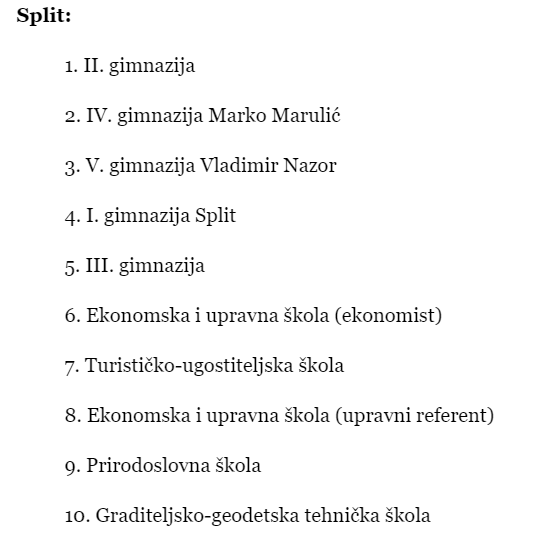 Split:
1. II. gimnazija
2. IV. gimnazija Marko Marulić
3. V. gimnazija Vladimir Nazor
4. I. gimnazija Split
5. III. gimnazija
6. Ekonomska i upravna škola (ekonomist)
7. Turističko-ugostiteljska škola
8. Ekonomska i upravna škola (upravni referent)
9. Prirodoslovna škola
10. Graditeljsko-geodetska tehnička škola